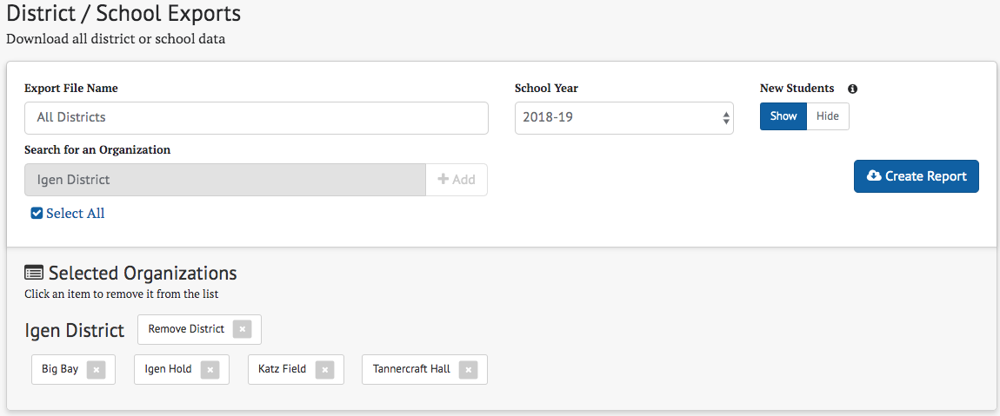 District / School Exports
Download all district or school data
Export File Name
School Year
New Students
All Districts
2018-19
Show
Hide
Search for an Organization
Igen District
Add
Create Report
Select All
Selected Organizations
Click an item to remove it from the list
Igen District
Remove District
Big Bay
Igen Hold
Katz Field
Tannercraft Hall